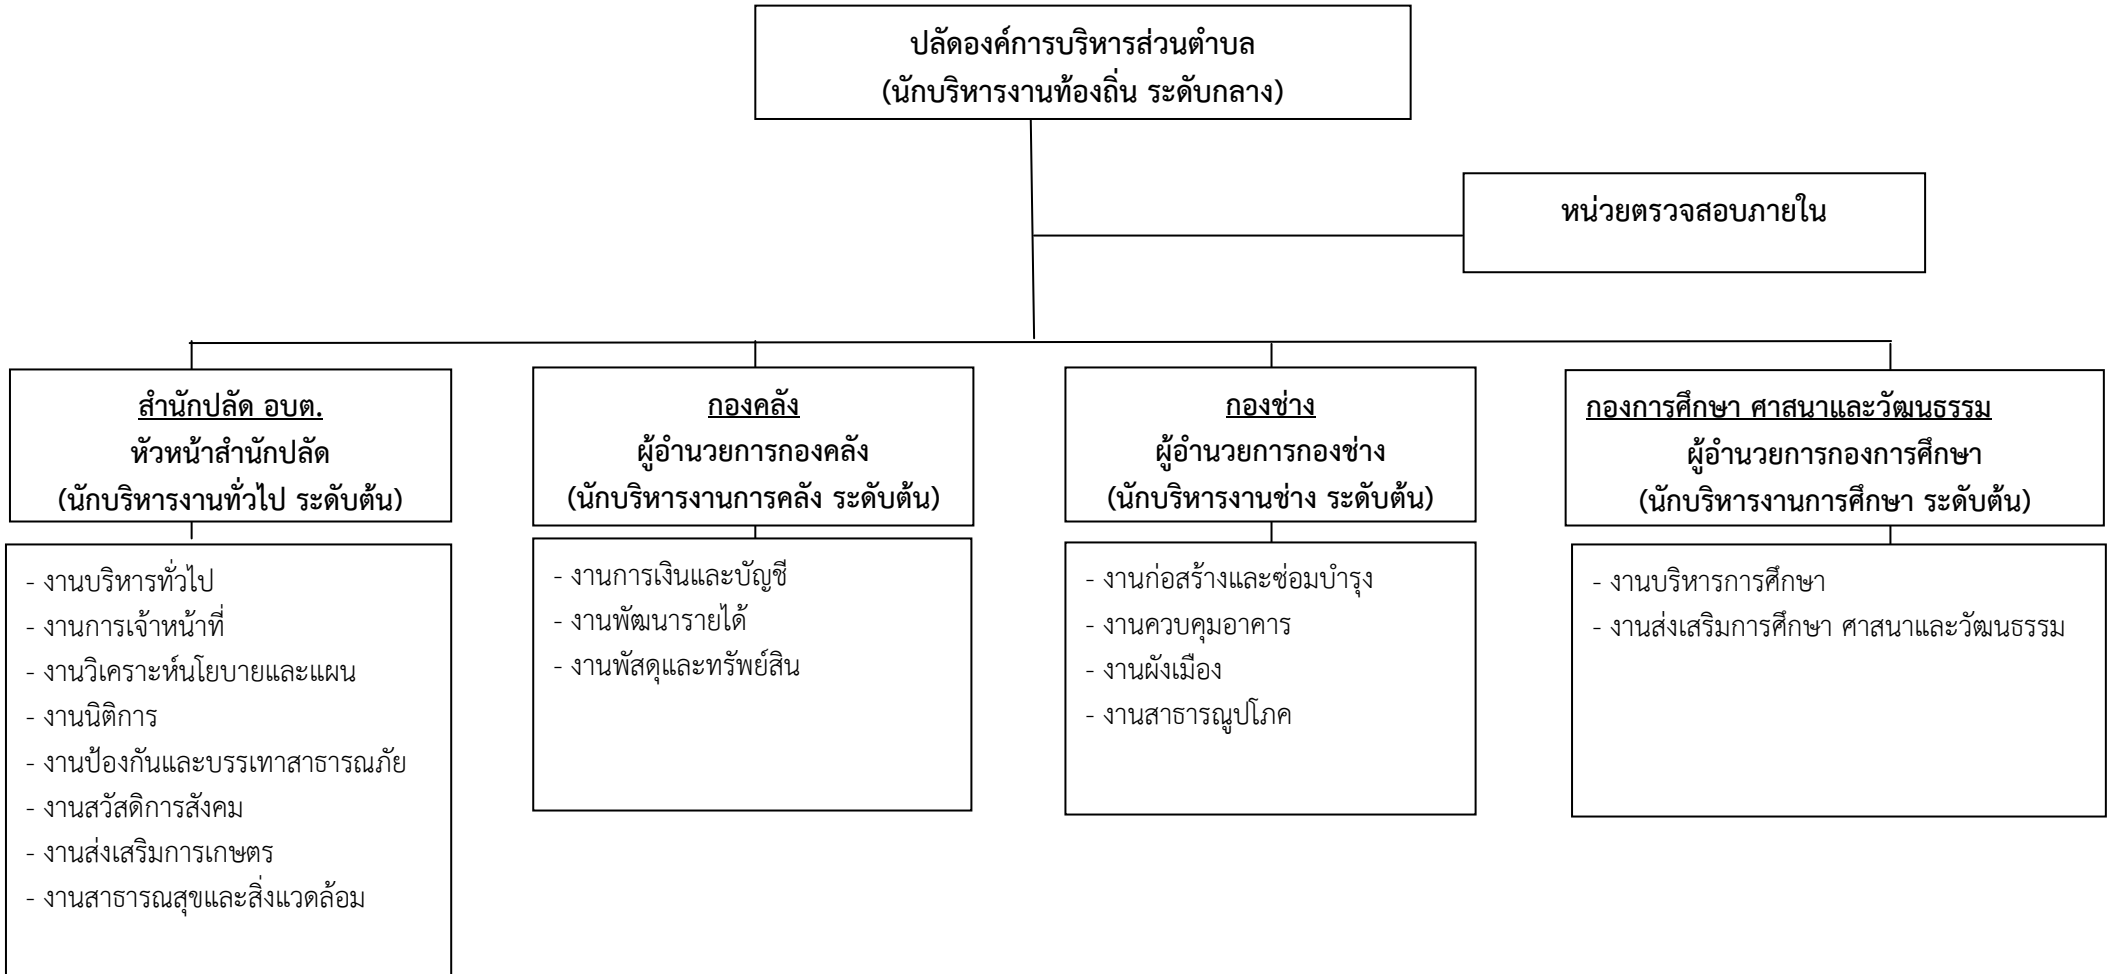 ปลัดองค์การบริหารส่วนตำบล
(นักบริหารงานท้องถิ่น ระดับกลาง)
หน่วยตรวจสอบภายใน
สำนักปลัด อบต.
หัวหน้าสำนักปลัด
(นักบริหารงานทั่วไป ระดับต้น)
- งานบริหารทั่วไป
- งานการเจ้าหน้าที่
- งานวิเคราะห์นโยบายและแผน
- งานนิติการ
- งานป้องกันและบรรเทาสาธารณภัย
- งานสวัสดิการสังคม
- งานส่งเสริมการเกษตร
- งานสาธารณสุขและสิ่งแวดล้อม
กองคลัง
ผู้อำนวยการกองคลัง
(นักบริหารงานการคลัง ระดับต้น)
- งานการเงินและบัญชี
- งานพัฒนารายได้
- งานพัสดุและทรัพย์สิน
กองช่าง
ผู้อำนวยการกองช่าง
(นักบริหารงานช่าง ระดับต้น)
- งานก่อสร้างและซ่อมบำรุง
- งานควบคุมอาคาร
- งานผังเมือง
- งานสาธารณูปโภค
กองการศึกษา ศาสนาและวัฒนธรรม
ผู้อำนวยการกองการศึกษา
(นักบริหารงานการศึกษา ระดับต้น)
- งานบริหารการศึกษา
- งานส่งเสริมการศึกษา ศาสนาและวัฒนธรรม